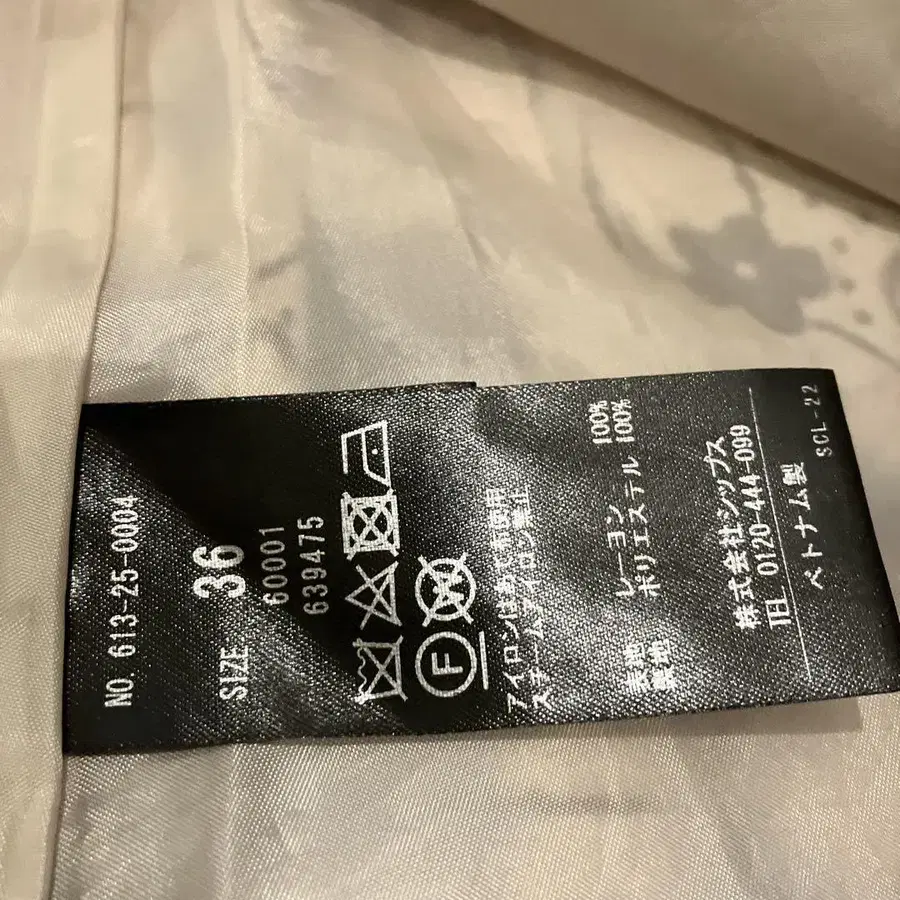 NO. 613-25-0004
SIZE 36
60001
639475
F
W
アイロンはあて布使用
スチームアイロン禁止
表地 レーヨン 100%
裏地 ポリエステル 100%
株式会社シップス
TEL 0120-444-099
ベトナム製
SCL-22